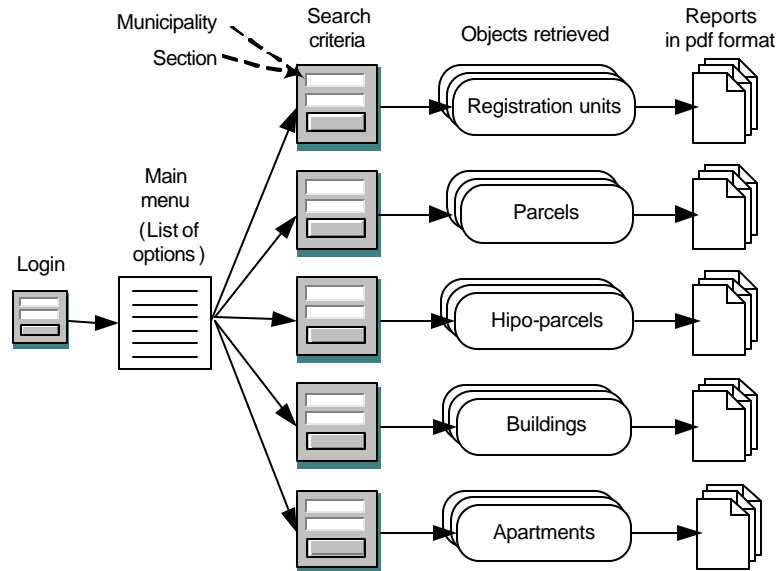 Municipality
Section
Search
criteria
Objects retrieved
Reports
in pdf format
Registration units
Main
menu
(List of
options)
Parcels
Login
Hipo-parcels
Buildings
Apartments